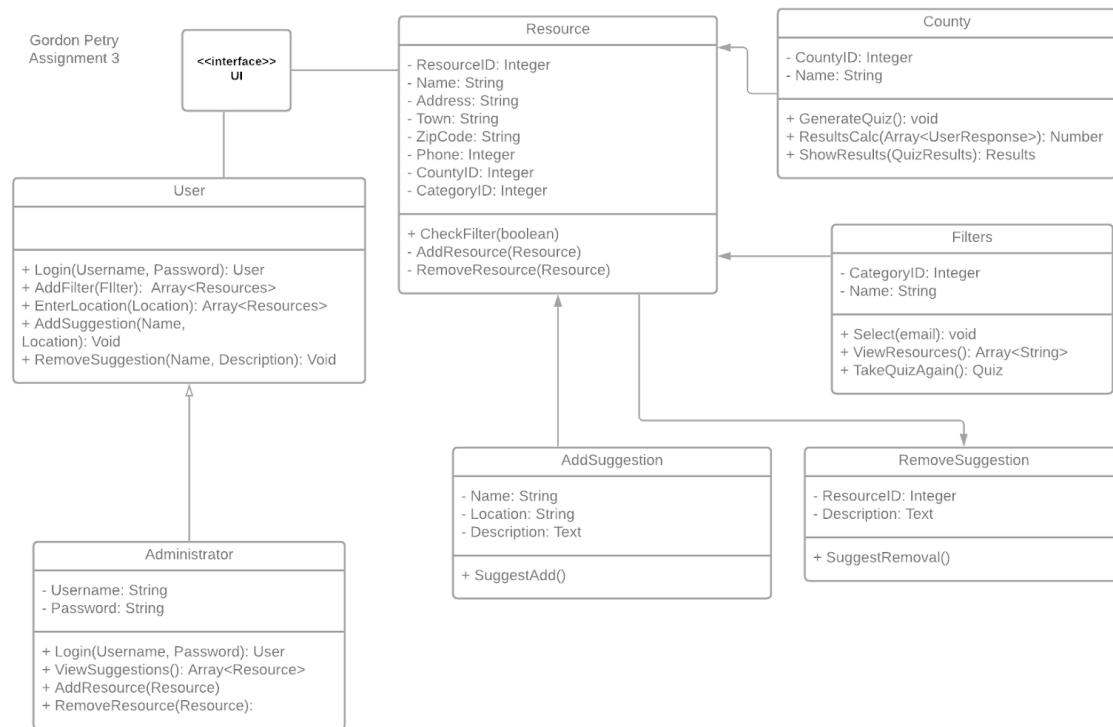 Gordon Petry
Assignment 3
<<interface>>
UI
Resource
- ResourceID: Integer
- Name: String
- Address: String
- Town: String
- ZipCode: String
- Phone: Integer
- CountyID: Integer
- CategoryID: Integer
+ CheckFilter(boolean)
- AddResource(Resource)
- RemoveResource(Resource)
County
- CountyID: Integer
- Name: String
+ GenerateQuiz(): void
+ ResultsCalc(Array<UserResponse>): Number
+ ShowResults(QuizResults): Results
User
+ Login(Username, Password): User
+ AddFilter(FIlter):  Array<Resources>
+ EnterLocation(Location): Array<Resources>
+ AddSuggestion(Name,
Location): Void
+ RemoveSuggestion(Name, Description): Void
Filters
- CategoryID: Integer
- Name: String
+ Select(email): void
+ ViewResources(): Array<String>
+ TakeQuizAgain(): Quiz
AddSuggestion
- Name: String
- Location: String
- Description: Text
+ SuggestAdd()
RemoveSuggestion
- ResourceID: Integer
- Description: Text
+ SuggestRemoval()
Administrator
- Username: String
- Password: String
+ Login(Username, Password): User
+ ViewSuggestions(): Array<Resource>
+ AddResource(Resource)
+ RemoveResource(Resource):